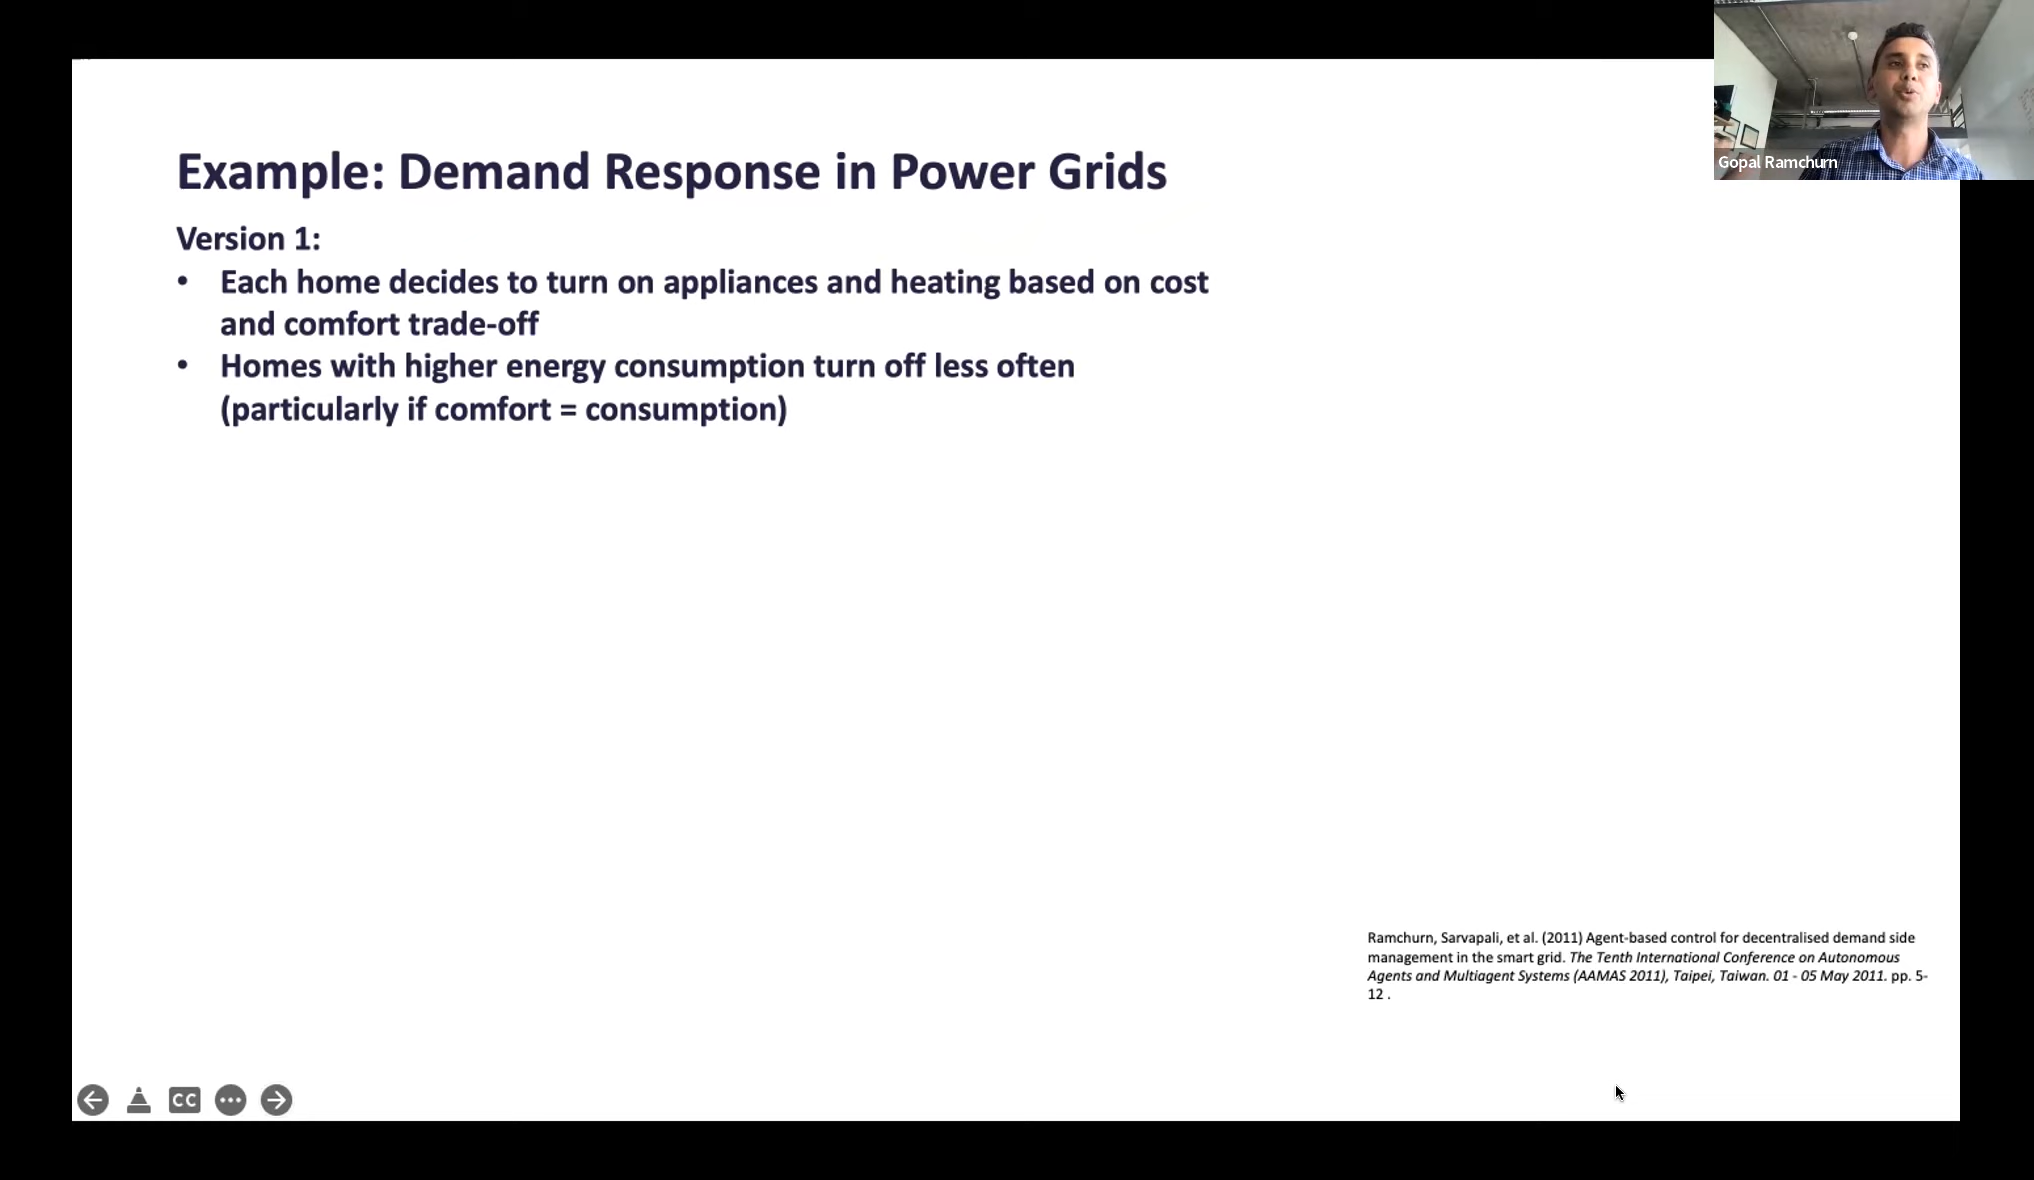 Gopal Ramchurn
Example: Demand Response in Power Grids
Version 1:
• Each home decides to turn on appliances and heating based on cost
and comfort trade-off
• Homes with higher energy consumption turn off less often
(particularly if comfort = consumption)
Ramchurn, Sarvapali, et al. (2011) Agent-based control for decentralised demand side
management in the smart grid. The Tenth International Conference on Autonomous
Agents and Multiagent Systems (AAMAS 2011), Taipei, Taiwan. 01 - 05 May 2011. pp. 5-
12 .
CC